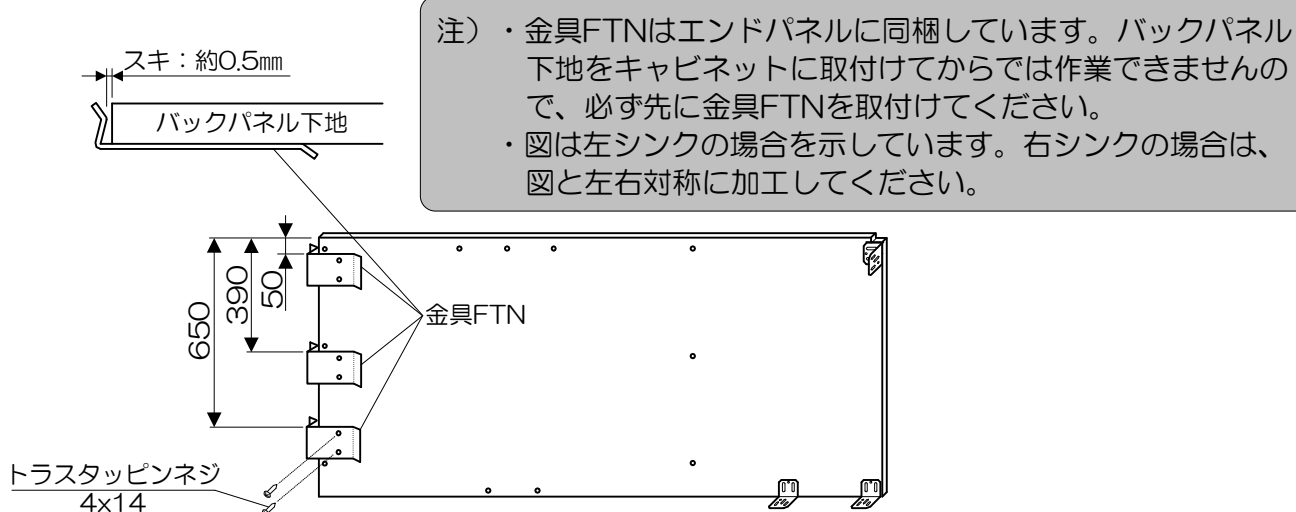 注）・金具FTNはエンドパネルに同梱しています。バックパネル
下地をキャビネットに取付けてからでは作業できませんの
で、必ず先に金具FTNを取付けてください。
・図は左シンクの場合を示しています。右シンクの場合は、
図と左右対称に加工してください。
スキ：約0.5㎜
バックパネル下地
650
390
50
金具FTN
トラスタッピンネジ
4x14